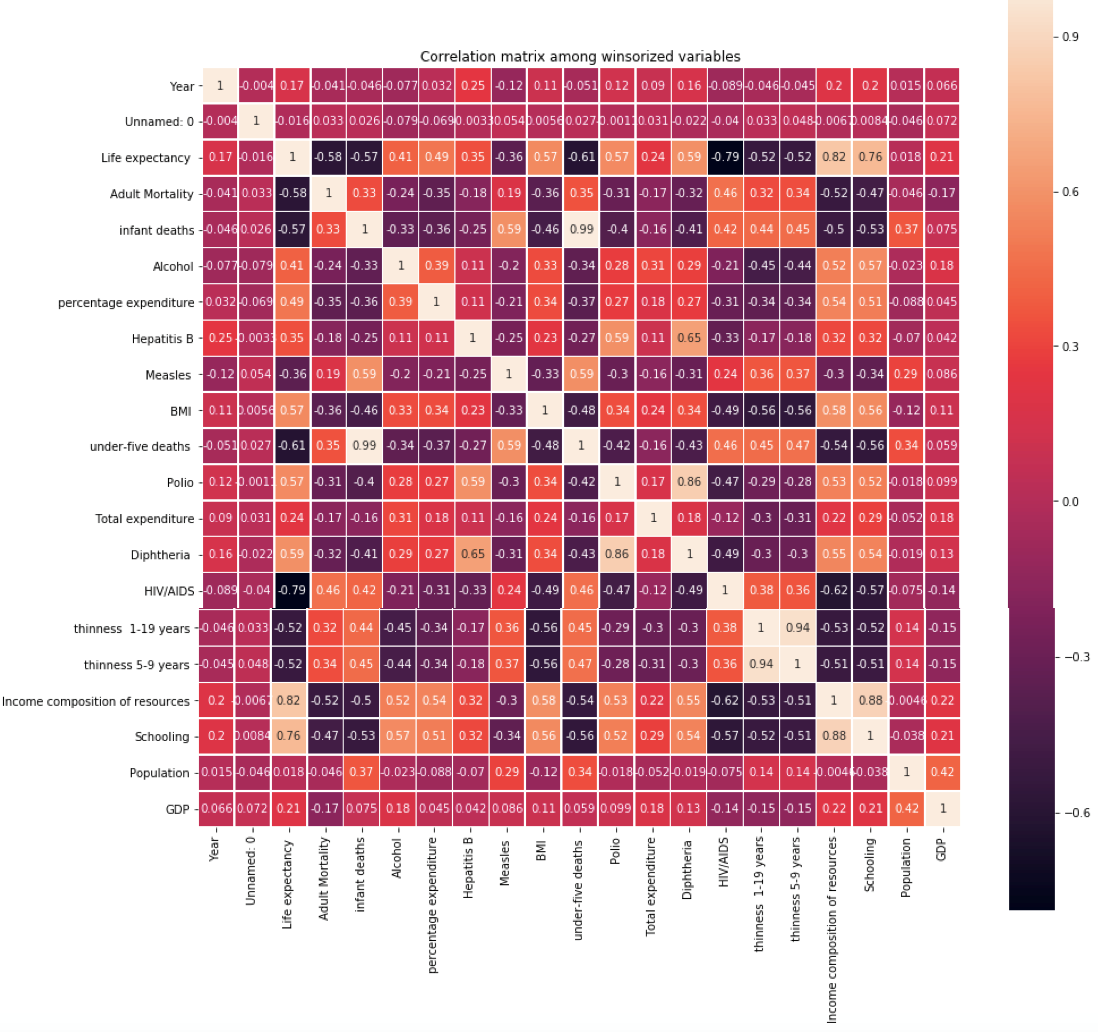 Correlation matrix among winsorized variables
Year 1 -0.004 0.17 -0.041 -0.046 -0.077 0.032 0.25 -0.12 0.11 -0.051 0.12 0.09 0.16 -0.089 -0.046 -0.045 0.2 0.2 0.015 0.066
Unnamed: 0 -0.004 1 -0.016 0.033 0.026 -0.079 -0.069 0.0033 0.054 0.0056 0.027 0.0011 0.031 -0.022 -0.04 0.033 0.048 0.0067 0.0084 -0.046 0.072
Life expectancy 0.17 -0.016 1 -0.58 -0.57 0.41 0.49 0.35 -0.36 0.57 -0.61 0.57 0.24 0.59 -0.79 -0.52 -0.52 0.82 0.76 0.018 0.21
Adult Mortality -0.041 0.033 -0.58 1 0.33 -0.24 -0.35 -0.18 0.19 -0.36 0.35 -0.31 -0.17 -0.32 0.46 0.32 0.34 -0.52 -0.47 -0.046 -0.17
infant deaths -0.046 0.026 -0.57 0.33 1 -0.33 -0.36 -0.25 0.59 -0.46 0.99 -0.4 -0.16 -0.41 0.42 0.44 0.45 -0.5 -0.53 0.37 0.075
Alcohol -0.077 -0.079 0.41 -0.24 -0.33 1 0.39 0.11 -0.2 0.33 -0.34 0.28 0.31 0.29 -0.21 -0.45 -0.44 0.52 0.57 -0.023 0.18
percentage expenditure 0.032 -0.069 0.49 -0.35 -0.36 0.39 1 0.11 -0.21 0.34 -0.37 0.27 0.18 0.27 -0.31 -0.34 -0.34 0.54 0.51 -0.088 0.045
Hepatitis B 0.25 0.0033 0.35 -0.18 -0.25 0.11 0.11 1 -0.25 0.23 -0.27 0.59 0.11 0.65 -0.33 -0.17 -0.18 0.32 0.32 -0.07 0.042
Measles -0.12 0.054 -0.36 0.19 0.59 -0.2 -0.21 -0.25 1 -0.33 0.59 -0.3 -0.16 -0.31 0.24 0.36 0.37 -0.3 -0.34 0.29 0.086
BMI 0.11 0.0056 0.57 -0.36 -0.46 0.33 0.34 0.23 -0.33 1 -0.48 0.34 0.24 0.34 -0.49 -0.56 -0.56 0.58 0.56 -0.12 0.11
under-five deaths -0.051 0.027 -0.61 0.35 0.99 -0.34 -0.37 -0.27 0.59 -0.48 1 -0.42 -0.16 -0.43 0.46 0.45 0.47 -0.54 -0.56 0.34 0.059
Polio 0.12 -0.0011 0.57 -0.31 -0.4 0.28 0.27 0.59 -0.3 0.34 -0.42 1 0.17 0.86 -0.47 -0.29 -0.28 0.53 0.52 -0.018 0.099
Total expenditure 0.09 0.031 0.24 -0.17 -0.16 0.31 0.18 0.11 -0.16 0.24 -0.16 0.17 1 0.18 -0.12 -0.3 -0.31 0.22 0.29 -0.052 0.18
Diphtheria 0.16 -0.022 0.59 -0.32 -0.41 0.29 0.27 0.65 -0.31 0.34 -0.43 0.86 0.18 1 -0.49 -0.3 -0.3 0.55 0.54 -0.019 0.13
HIV/AIDS -0.089 -0.04 -0.79 0.46 0.42 -0.21 -0.31 -0.33 0.24 -0.49 0.46 -0.47 -0.12 -0.49 1 0.38 0.36 -0.62 -0.57 -0.075 -0.14
thinness 1-19 years -0.046 0.033 -0.52 0.32 0.44 -0.45 -0.34 -0.17 0.36 -0.56 0.45 -0.29 -0.3 -0.3 0.38 1 0.94 -0.53 -0.52 0.14 -0.15
thinness 5-9 years -0.045 0.048 -0.52 0.34 0.45 -0.44 -0.34 -0.18 0.37 -0.56 0.47 -0.28 -0.31 -0.3 0.36 0.94 1 -0.51 -0.51 0.14 -0.15
Income composition of resources 0.2 0.0067 0.82 -0.52 -0.5 0.52 0.54 0.32 -0.3 0.58 -0.54 0.53 0.22 0.55 -0.62 -0.53 -0.51 1 0.88 0.0046 0.22
Schooling 0.2 0.0084 0.76 -0.47 -0.53 0.57 0.51 0.32 -0.34 0.56 -0.56 0.52 0.29 0.54 -0.57 -0.52 -0.51 0.88 1 -0.038 0.21
Population 0.015 -0.046 0.018 -0.046 0.37 -0.023 -0.088 -0.07 0.29 -0.12 0.34 -0.018 -0.052 -0.019 -0.075 0.14 0.14 -0.0046 -0.038 1 0.42
GDP 0.066 0.072 0.21 -0.17 0.075 0.18 0.045 0.042 0.086 0.11 0.059 0.099 0.18 0.13 -0.14 -0.15 -0.15 0.22 0.21 0.42 1
Year
Unnamed: 0
Life expectancy
Adult Mortality
infant deaths
Alcohol
percentage expenditure
Hepatitis B
Measles
BMI
under-five deaths
Polio
Total expenditure
Diphtheria
HIV/AIDS
thinness 1-19 years
thinness 5-9 years
Income composition of resources
Schooling
Population
GDP
0.9
0.6
0.3
0.0
-0.3
-0.6